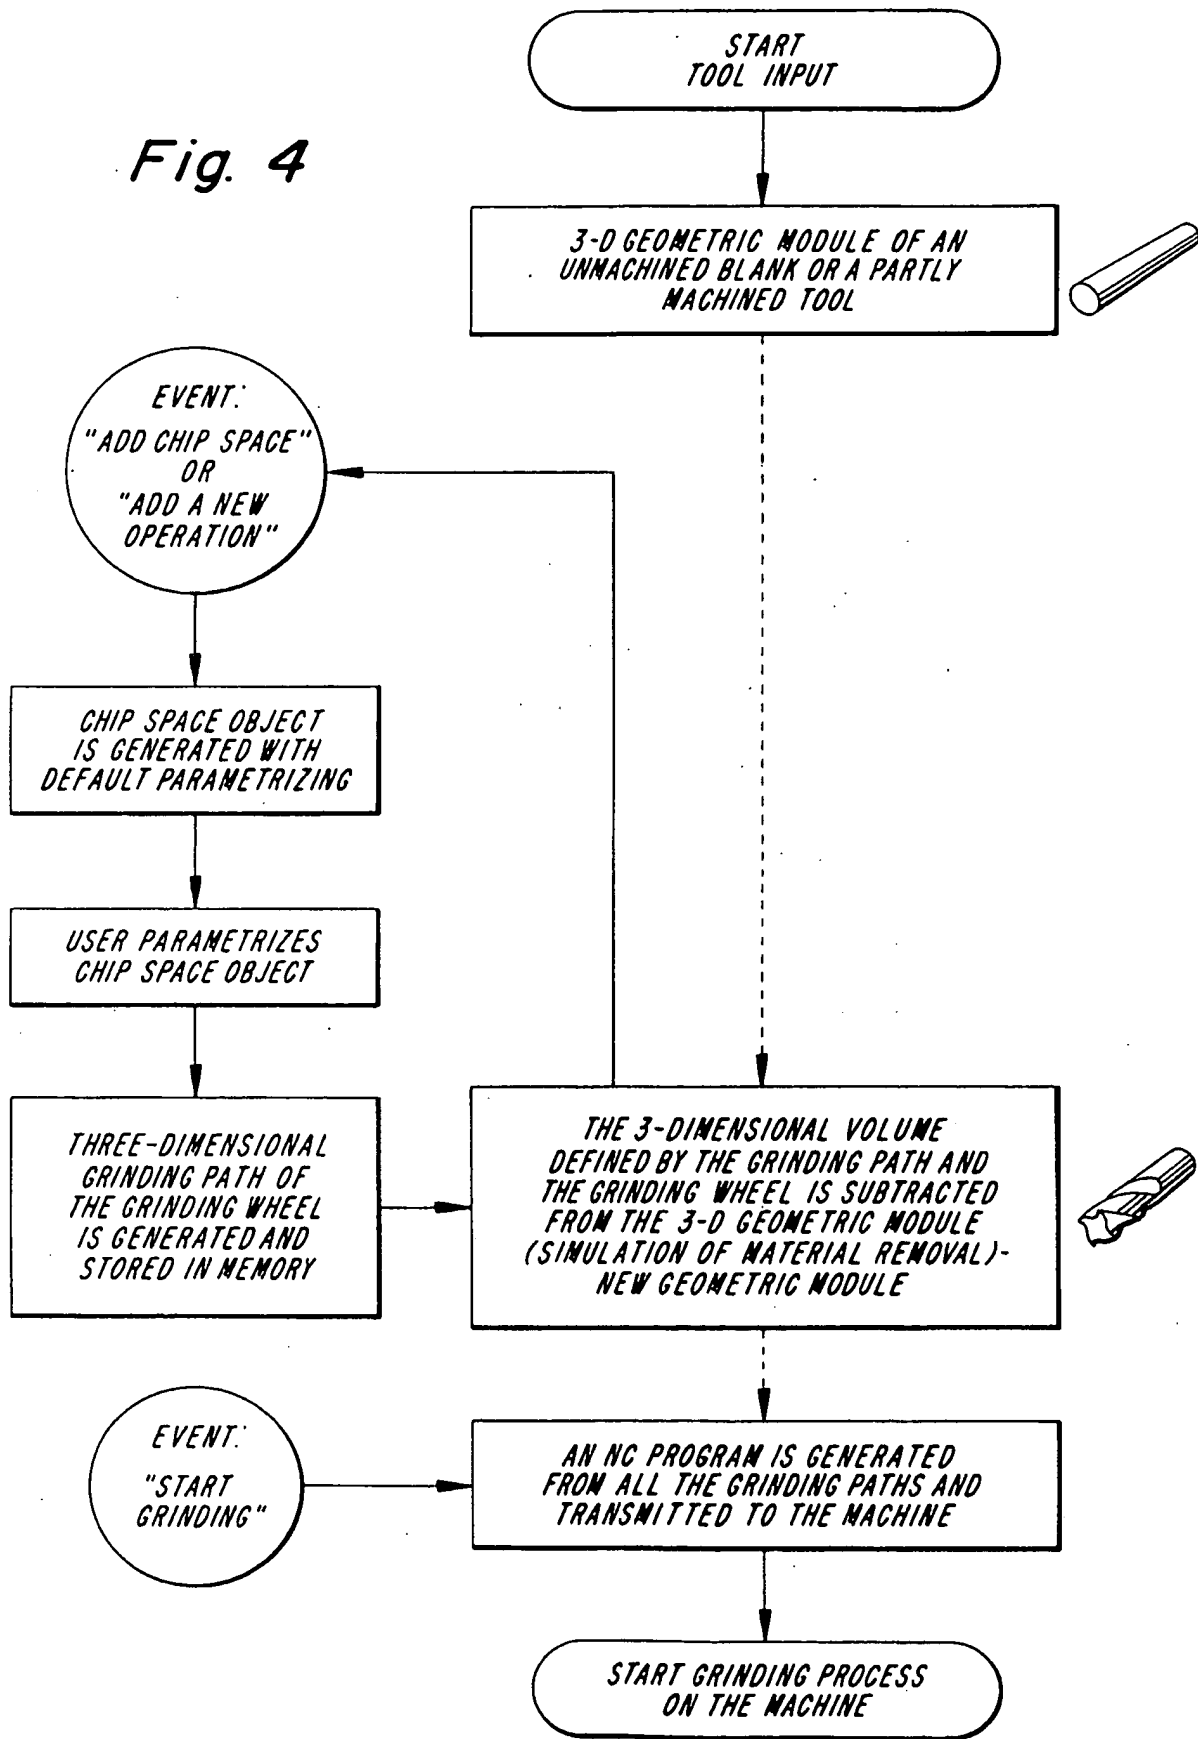 START
TOOL INPUT
Fig. 4
3-D GEOMETRIC MODULE OF AN
UNMACHINED BLANK OR A PARTLY
MACHINED TOOL
EVENT:
"ADD CHIP SPACE"
OR
"ADD A NEW
OPERATION"
CHIP SPACE OBJECT
IS GENERATED WITH
DEFAULT PARAMETRIZING
USER PARAMETRIZES
CHIP SPACE OBJECT
THREE-DIMENSIONAL
GRINDING PATH OF
THE GRINDING WHEEL
IS GENERATED AND
STORED IN MEMORY
THE 3-DIMENSIONAL VOLUME
DEFINED BY THE GRINDING PATH AND
THE GRINDING WHEEL IS SUBTRACTED
FROM THE 3-D GEOMETRIC MODULE
(SIMULATION OF MATERIAL REMOVAL)-
NEW GEOMETRIC MODULE
EVENT:
"START
GRINDING"
AN NC PROGRAM IS GENERATED
FROM ALL THE GRINDING PATHS AND
TRANSMITTED TO THE MACHINE
START GRINDING PROCESS
ON THE MACHINE